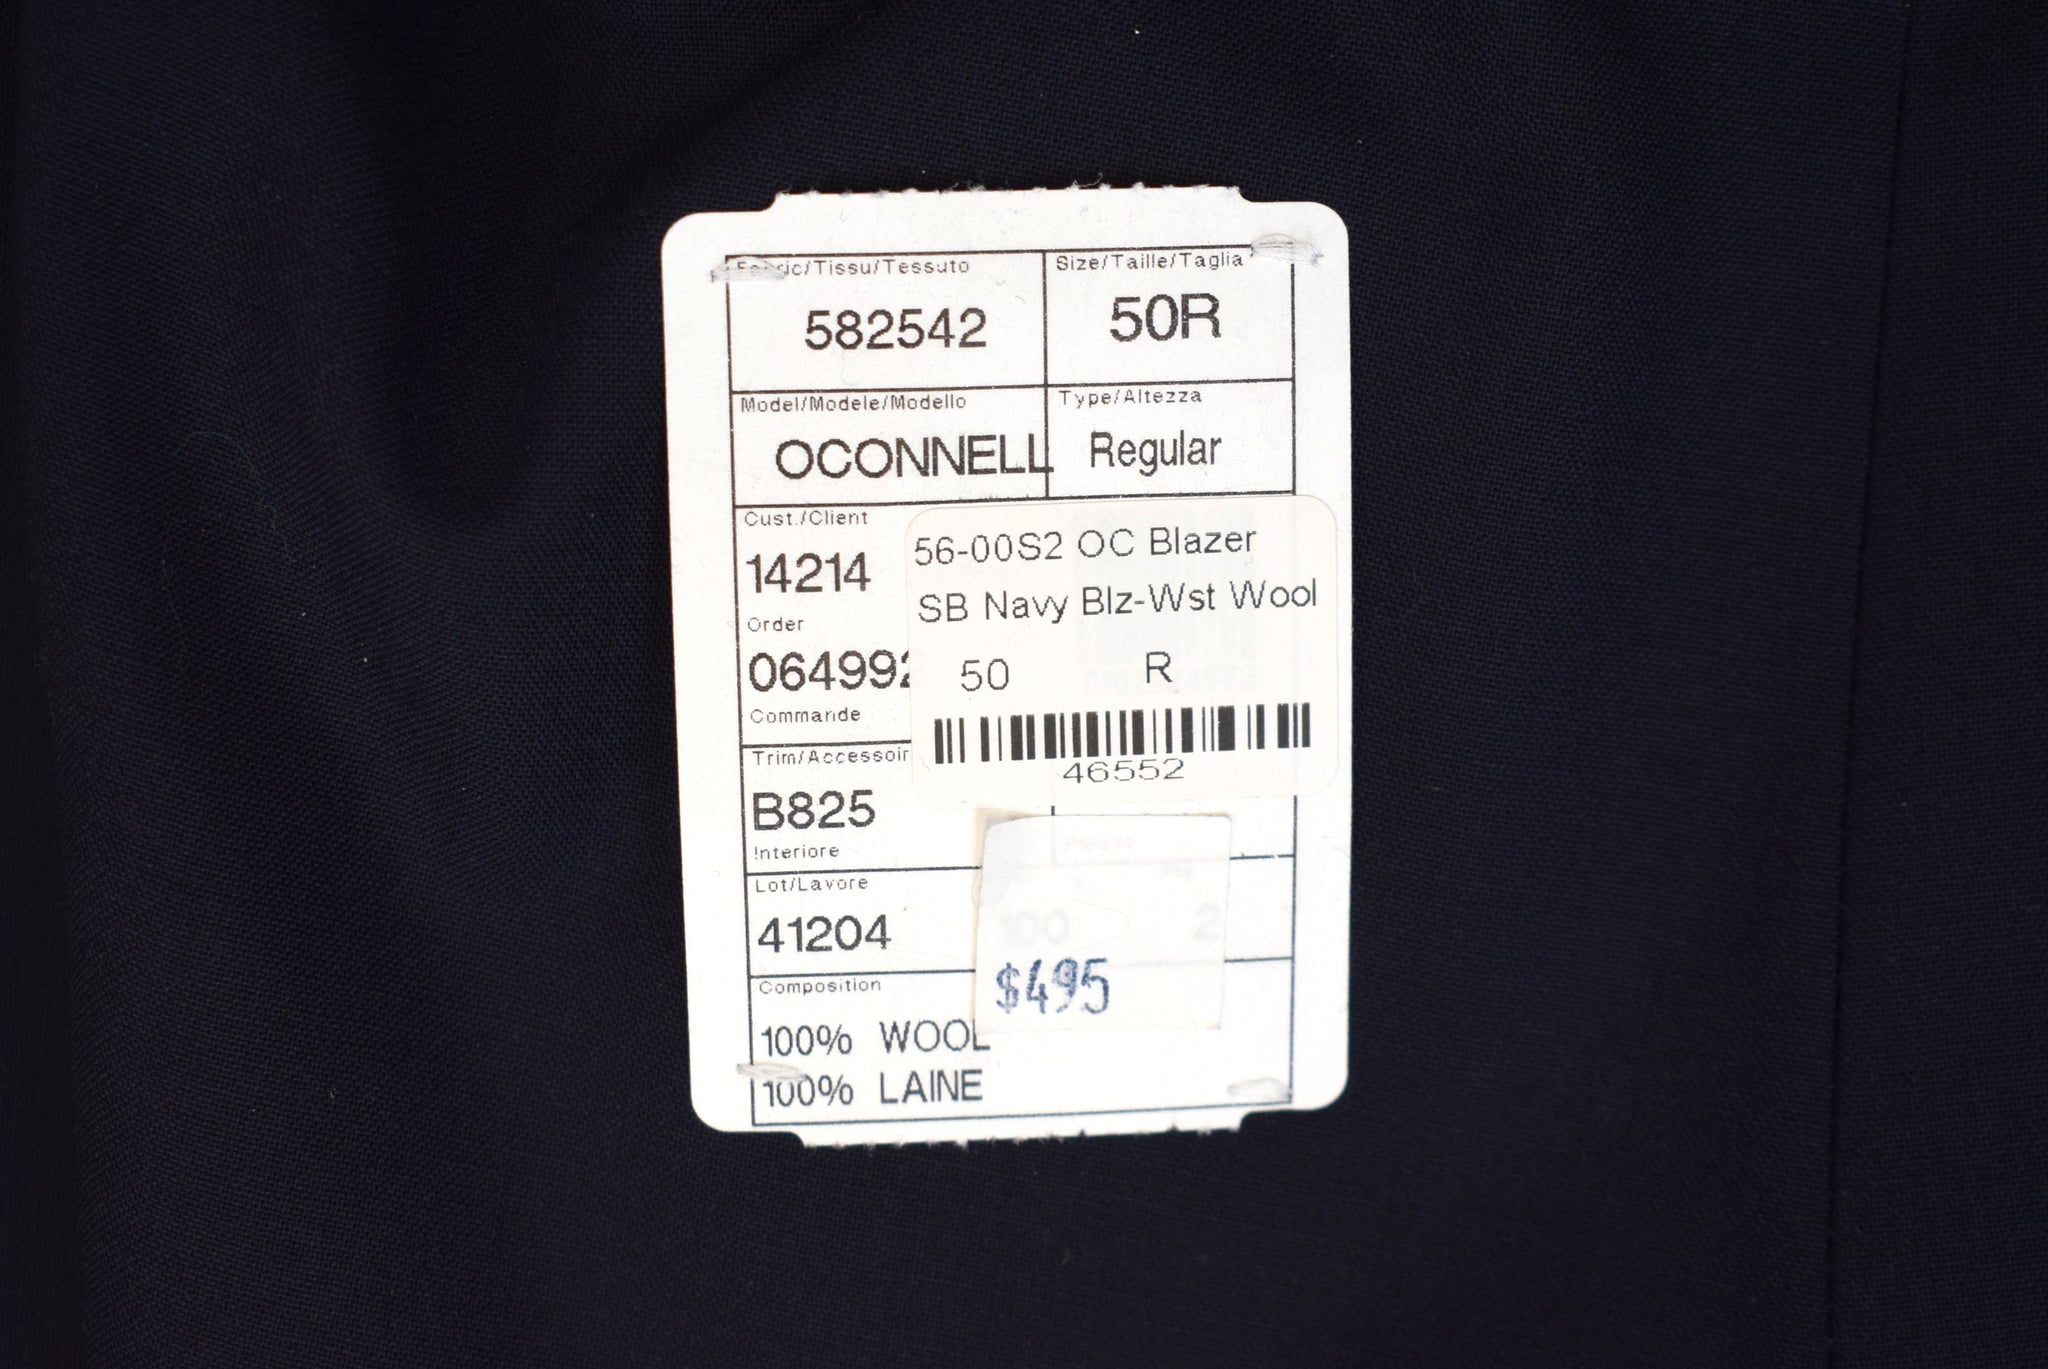 Fabric/Tissu/Tessuto
Size/Taille/Taglia
582542
50R
Model/Modele/Modello
Type/Altezza
OCONNELL
Regular
Cust./Client
14214
Order
064992
Commande
56-00S2 OC Blazer
SB Navy Blz-Wst Wool
50 R
46552
Trim/Accessoir
B825
Interiore
Lot/Lavore
41204
100 2
$495
Composition
100% WOOL
100% LAINE